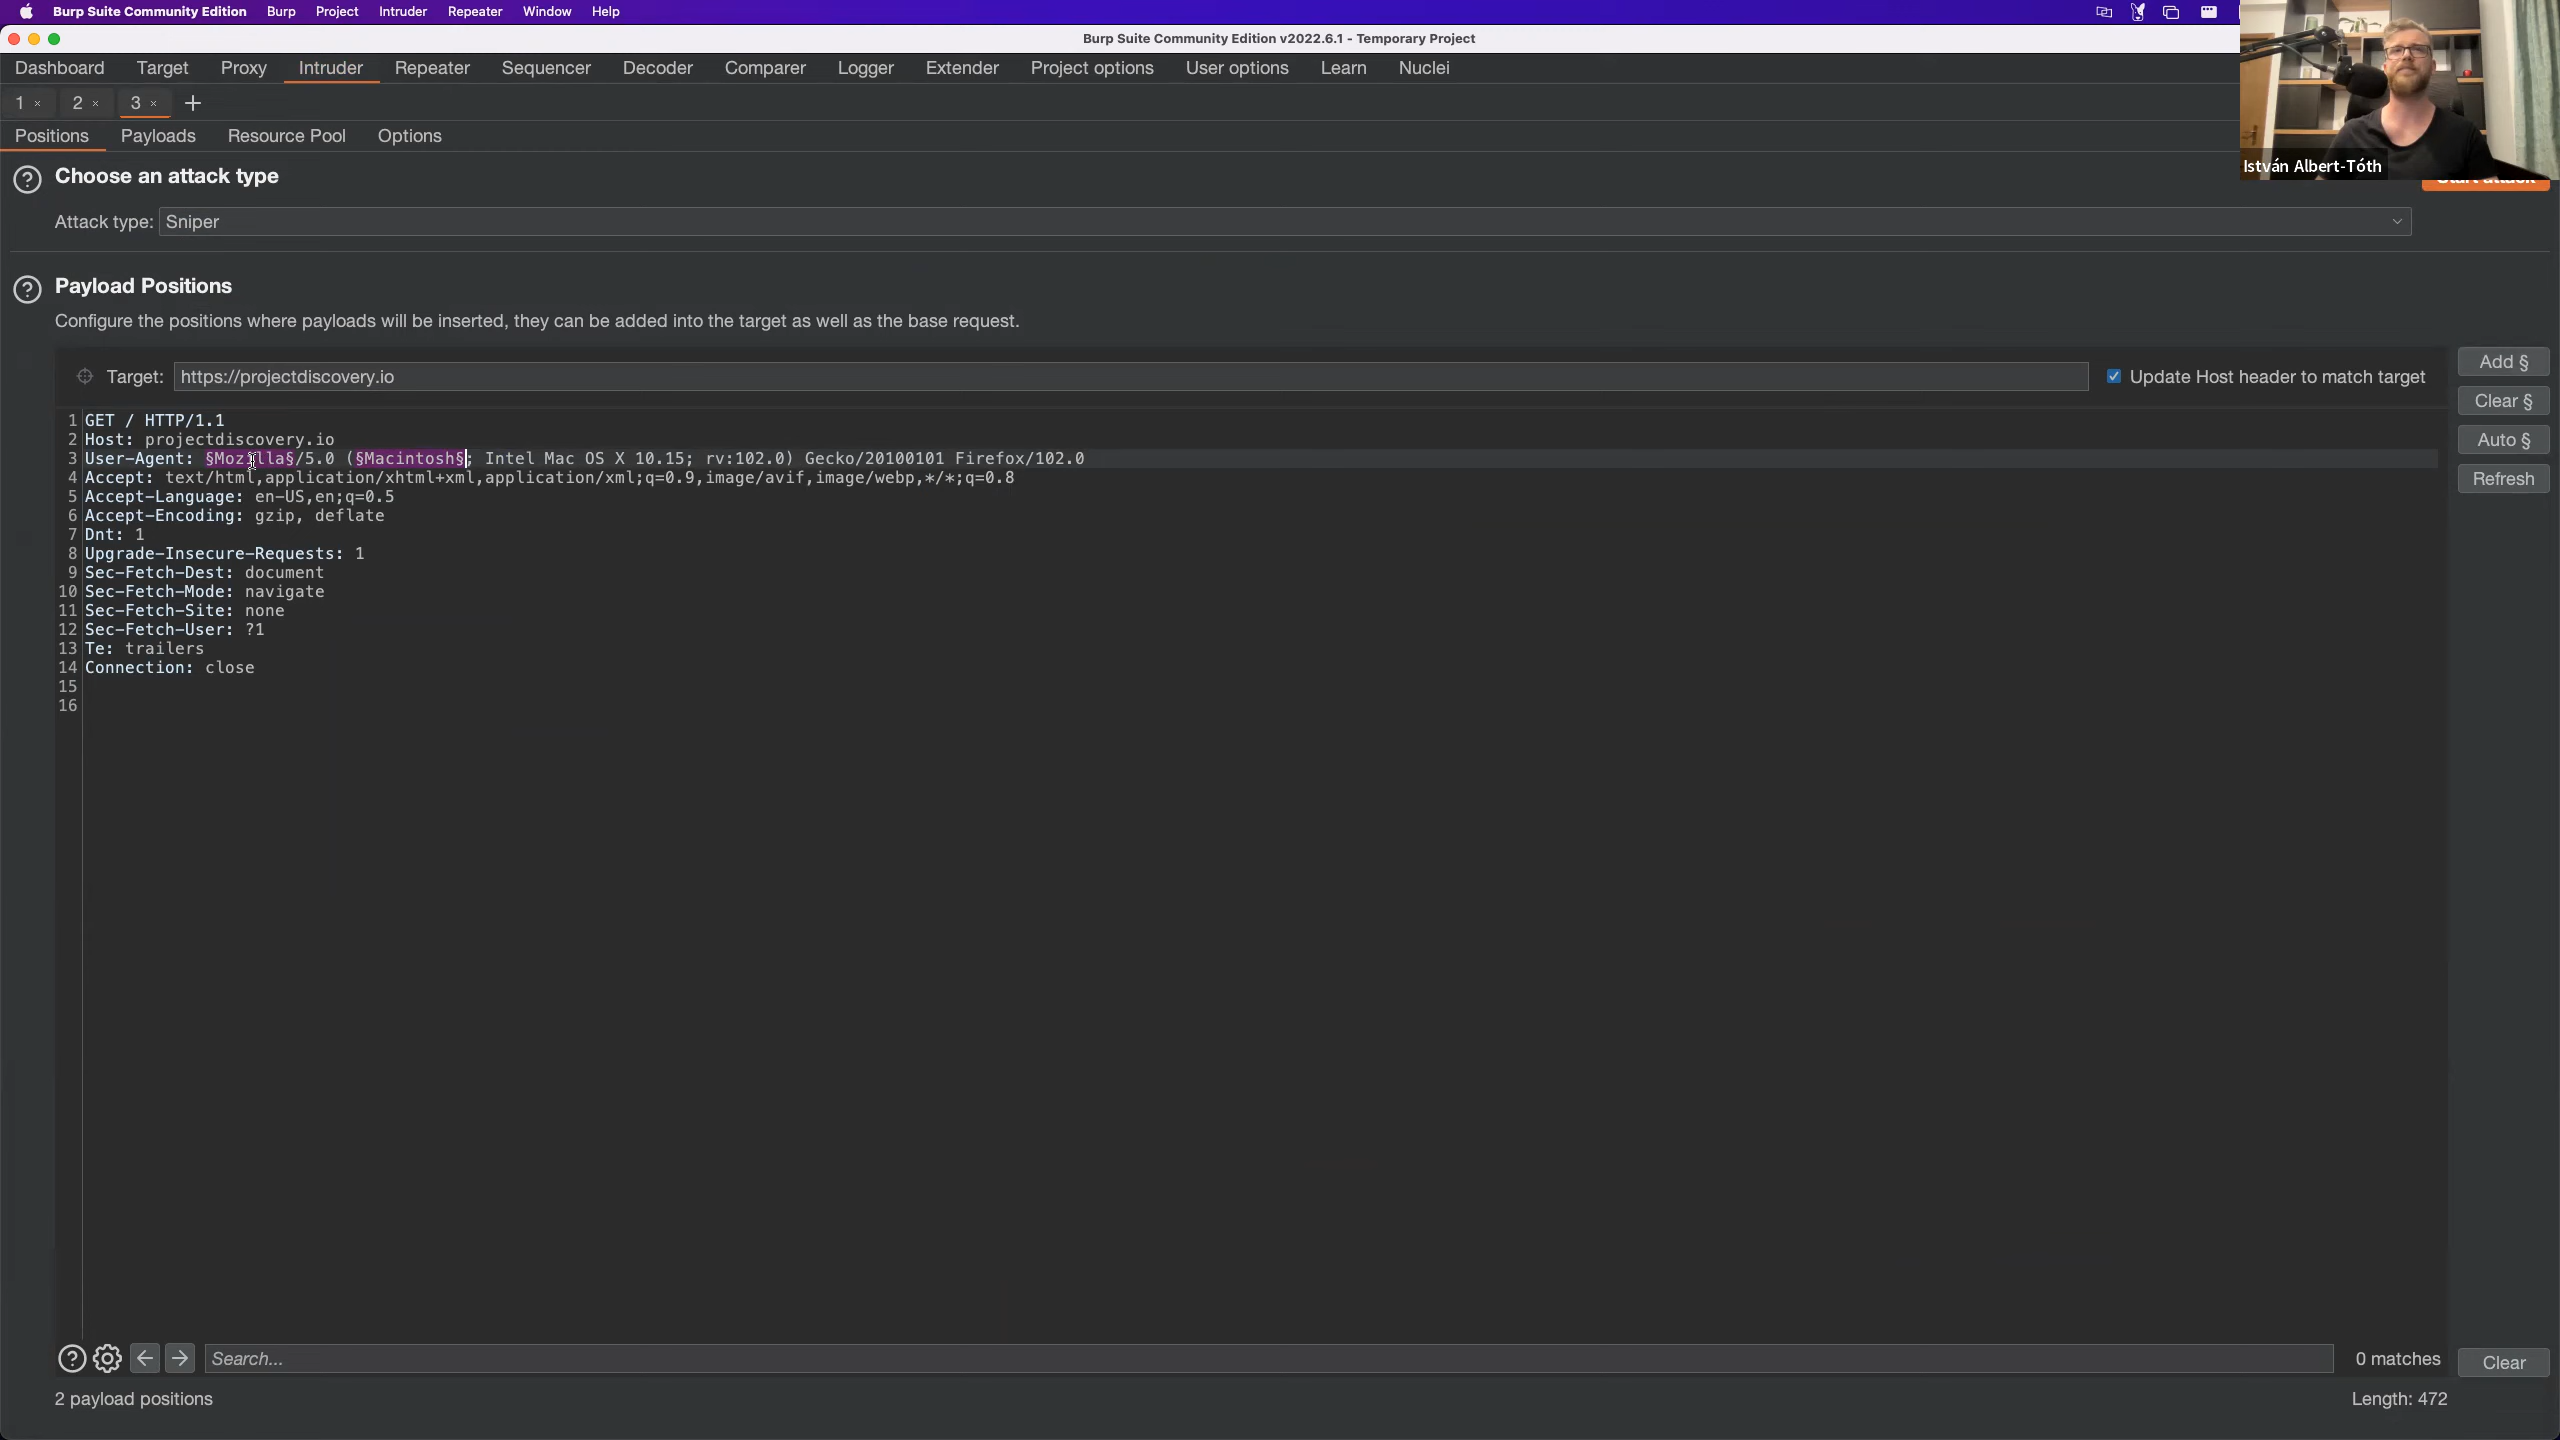 Burp Suite Community Edition Burp Project Intruder Repeater Window Help
Burp Suite Community Edition v2022.6.1 - Temporary Project
Dashboard Target Proxy Intruder Repeater Sequencer Decoder Comparer Logger Extender Project options User options Learn Nuclei
1 × 2 × 3 × +
Positions Payloads Resource Pool Options
István Albert-Tóth
? Choose an attack type
Start attack
Attack type: Sniper
? Payload Positions
Configure the positions where payloads will be inserted, they can be added into the target as well as the base request.
Target: https://projectdiscovery.io Update Host header to match target
Add §
Clear §
Auto §
Refresh
1 GET / HTTP/1.1
2 Host: projectdiscovery.io
3 User-Agent: §Mozilla§/5.0 (§Macintosh§; Intel Mac OS X 10.15; rv:102.0) Gecko/20100101 Firefox/102.0
4 Accept: text/html,application/xhtml+xml,application/xml;q=0.9,image/avif,image/webp,*/*;q=0.8
5 Accept-Language: en-US,en;q=0.5
6 Accept-Encoding: gzip, deflate
7 Dnt: 1
8 Upgrade-Insecure-Requests: 1
9 Sec-Fetch-Dest: document
10 Sec-Fetch-Mode: navigate
11 Sec-Fetch-Site: none
12 Sec-Fetch-User: ?1
13 Te: trailers
14 Connection: close
15
16
? Search... 0 matches Clear
2 payload positions Length: 472